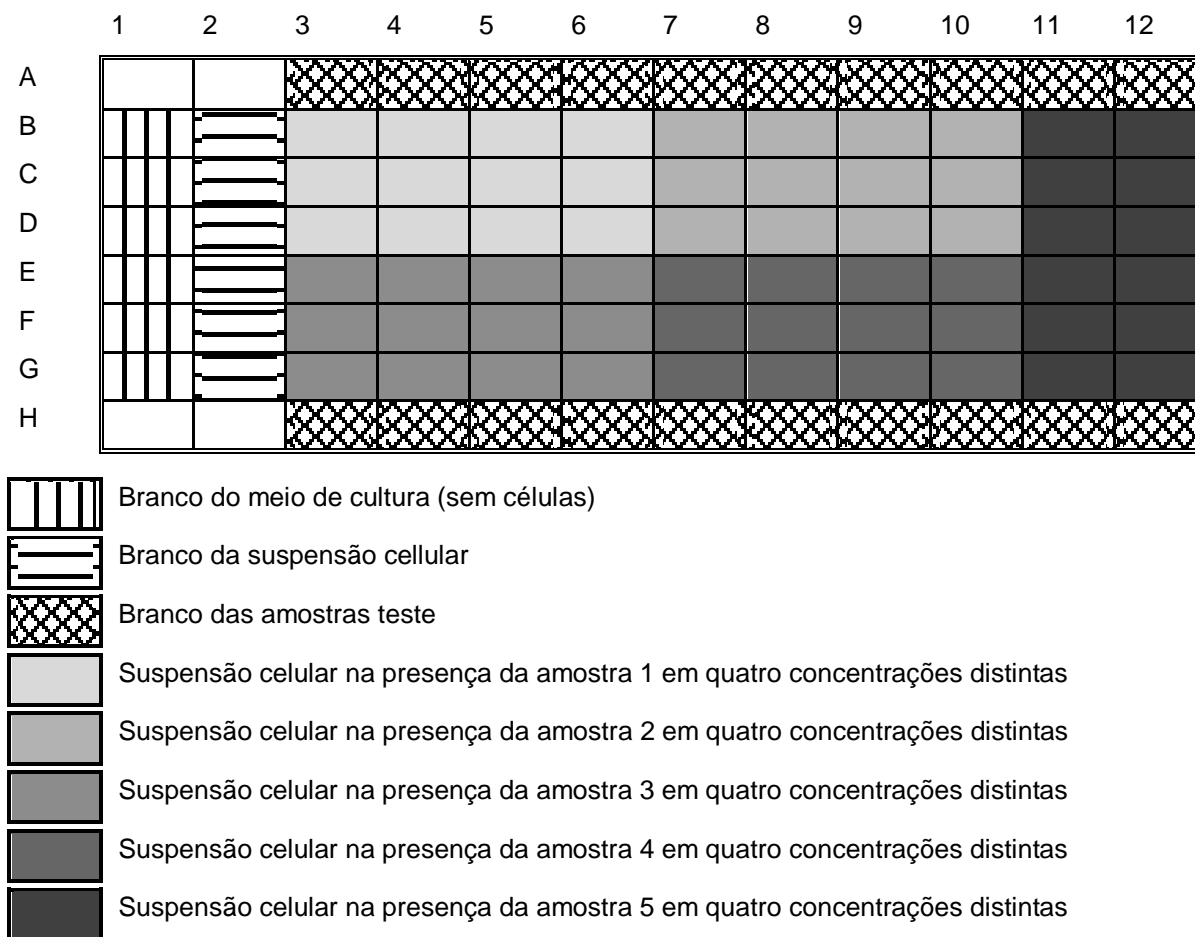 1 2 3 4 5 6 7 8 9 10 11 12
A
B
C
D
E
F
G
H
Branco do meio de cultura (sem células)
Branco da suspensão cellular
Branco das amostras teste
Suspensão celular na presença da amostra 1 em quatro concentrações distintas
Suspensão celular na presença da amostra 2 em quatro concentrações distintas
Suspensão celular na presença da amostra 3 em quatro concentrações distintas
Suspensão celular na presença da amostra 4 em quatro concentrações distintas
Suspensão celular na presença da amostra 5 em quatro concentrações distintas